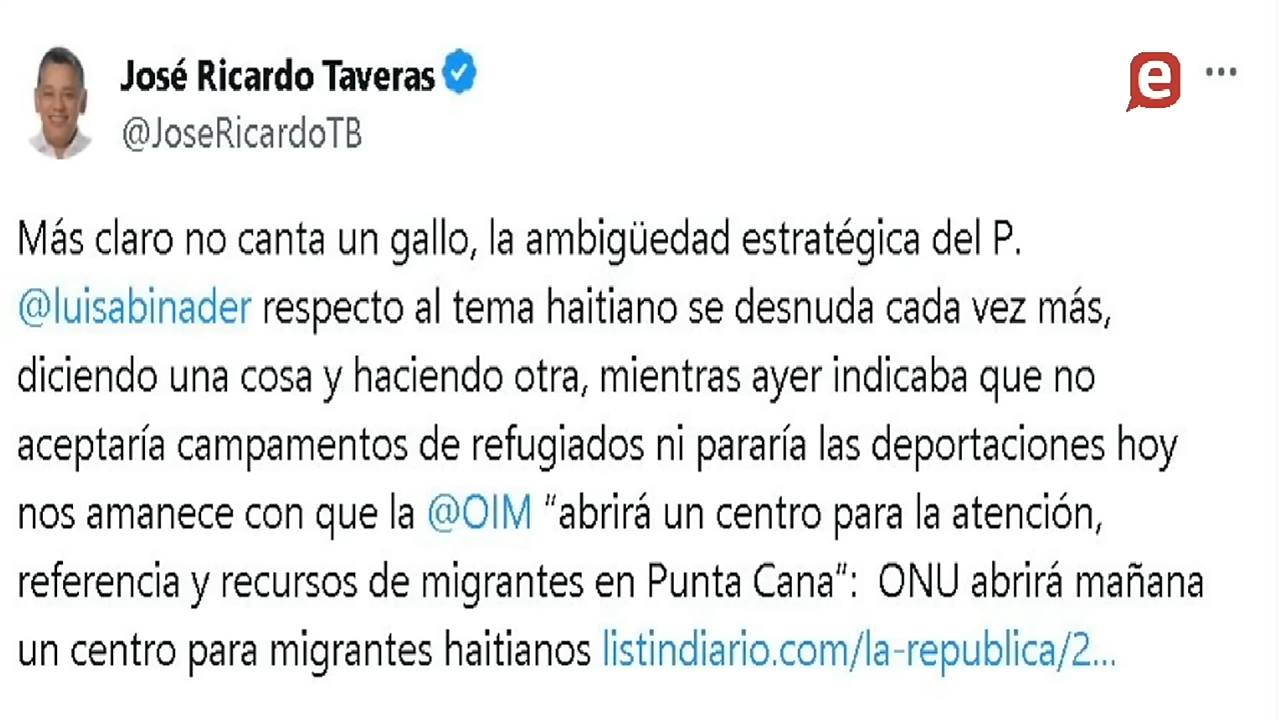 José Ricardo Taveras
@JoseRicardoTB
e
Más claro no canta un gallo, la ambigüedad estratégica del P.
@luisabinader respecto al tema haitiano se desnuda cada vez más,
diciendo una cosa y haciendo otra, mientras ayer indicaba que no
aceptaría campamentos de refugiados ni pararía las deportaciones hoy
nos amanece con que la @OIM “abrirá un centro para la atención,
referencia y recursos de migrantes en Punta Cana”:  ONU abrirá mañana
un centro para migrantes haitianos listindiario.com/la-republica/2...